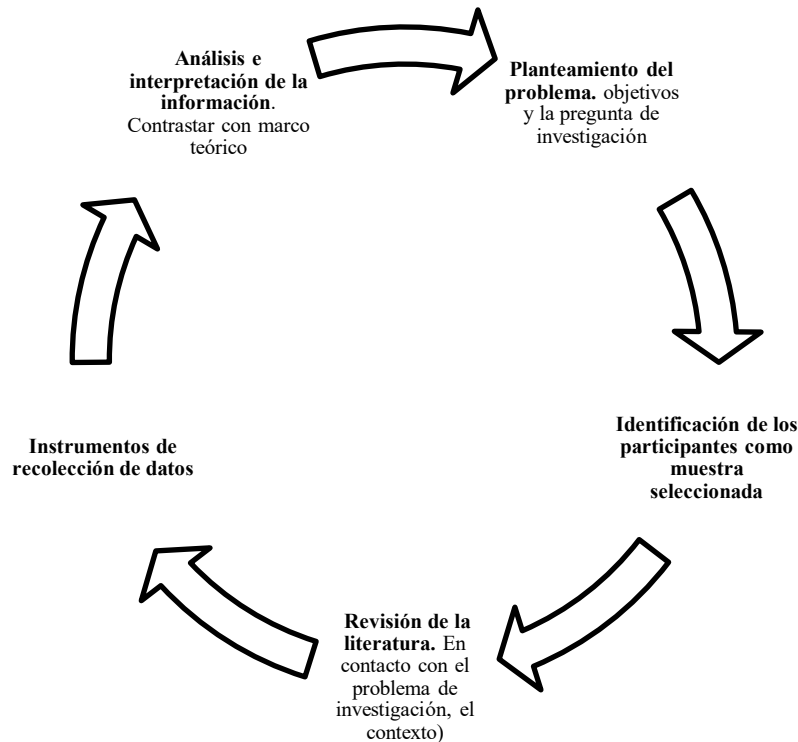 Análisis e
interpretación de la
información.
Contrastar con marco
teórico
Planteamiento del
problema. objetivos
y la pregunta de
investigación
Identificación de los
participantes como
muestra
seleccionada
Revisión de la
literatura. En
contacto con el
problema de
investigación, el
contexto)
Instrumentos de
recolección de datos